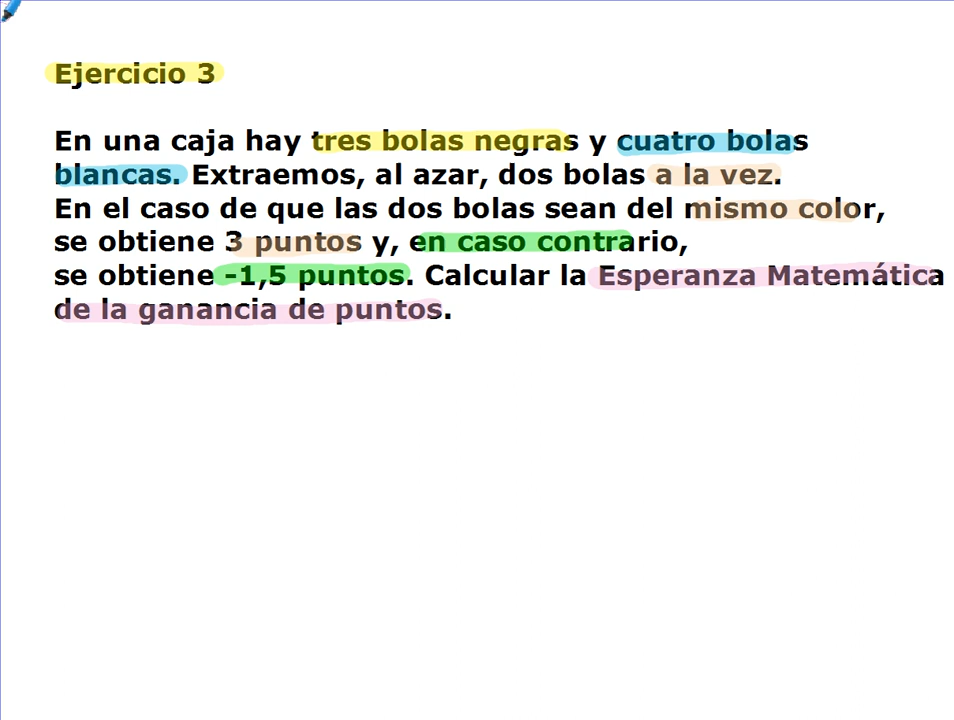 Ejercicio 3
En una caja hay tres bolas negras y cuatro bolas
blancas. Extraemos, al azar, dos bolas a la vez.
En el caso de que las dos bolas sean del mismo color,
se obtiene 3 puntos y, en caso contrario,
se obtiene -1,5 puntos. Calcular la Esperanza Matemática
de la ganancia de puntos.